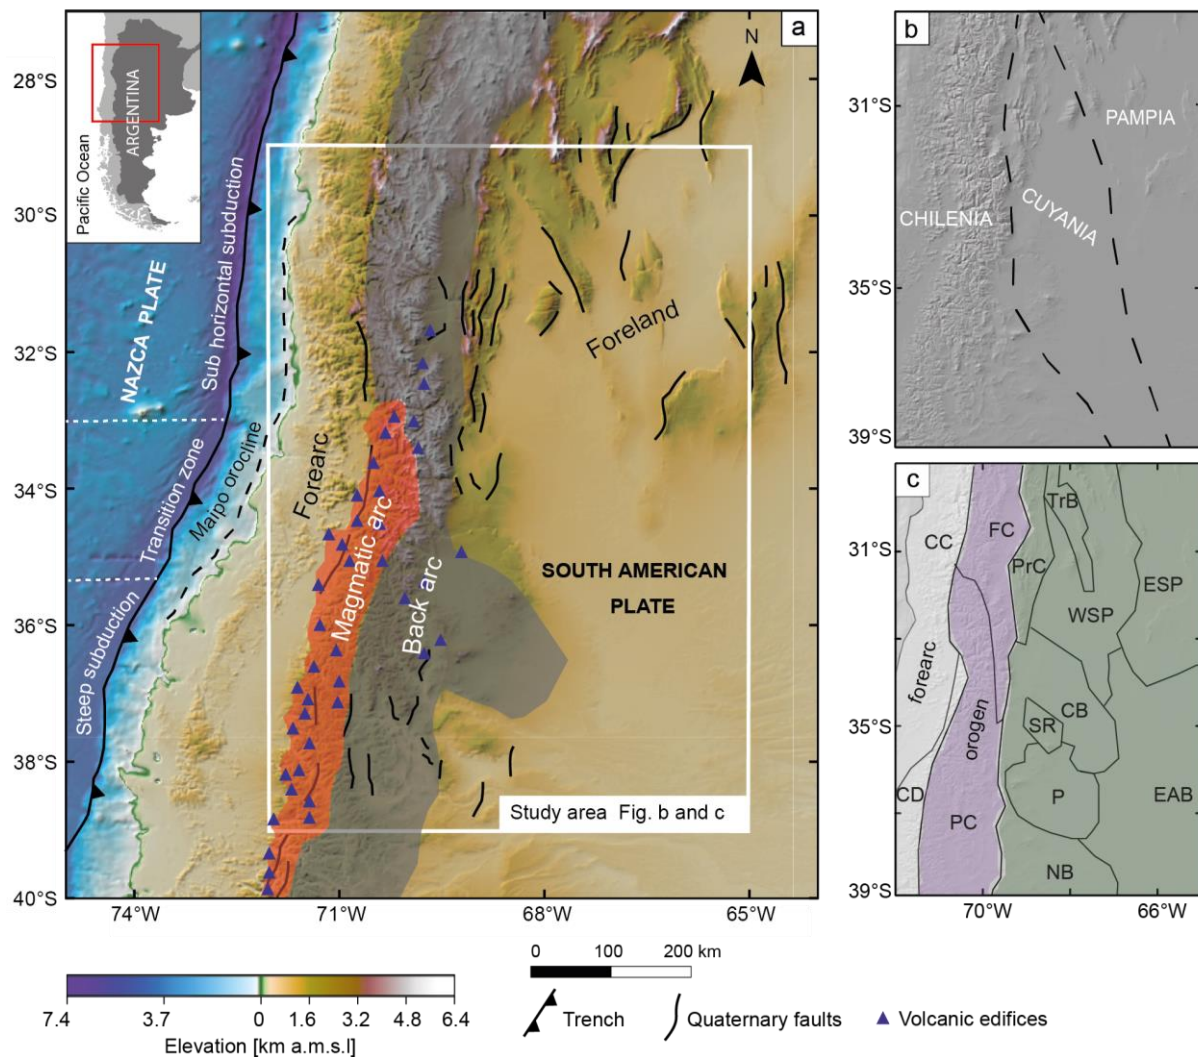 a
N
28°S
30°S
32°S
34°S
36°S
38°S
40°S
74°W
71°W
68°W
65°W
ARGENTINA
Pacific Ocean
NAZCA PLATE
Sub horizontal subduction
Transition zone
Steep subduction
Maipo orocline
Forearc
Magmatic arc
Back arc
Foreland
SOUTH AMERICAN
PLATE
Study area Fig. b and c
b
31°S
35°S
39°S
CHILENIA
CUYANIA
PAMPIA
c
31°S
35°S
39°S
70°W
66°W
CC
FC
TrB
PrC
ESP
WSP
forearc
orogen
SR
CB
CD
PC
P
EAB
NB
0 100 200 km
7.4 3.7 0 1.6 3.2 4.8 6.4
Elevation [km a.m.s.l]
Trench
Quaternary faults
Volcanic edifices